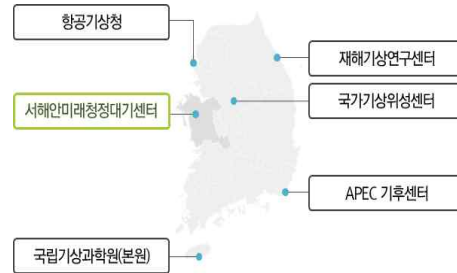 항공기상청
재해기상연구센터
국가기상위성센터
서해안미래청정대기센터
APEC 기후센터
국립기상과학원(본원)